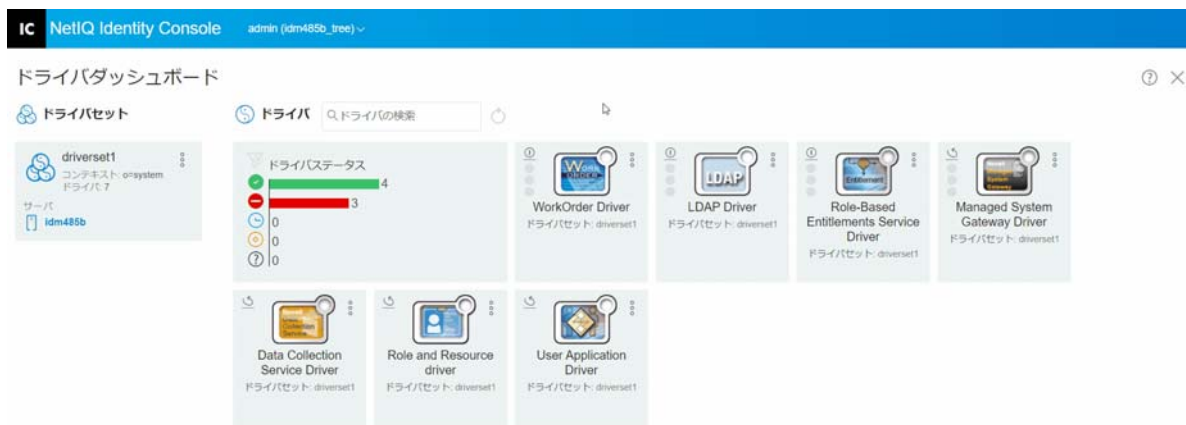 IC NetIQ Identity Console admin (idm485b_tree)
ドライバダッシュボード
ドライバセット
ドライバ
ドライバの検索
driverset1
コンテキスト: o=system
ドライバ: 7
サーバ
idm485b
ドライバステータス
4
3
0
0
0
WORK ORDER
WorkOrder Driver
ドライバセット: driverset1
LDAP
LDAP Driver
ドライバセット: driverset1
Entitlement
Role-Based
Entitlements Service
Driver
ドライバセット: driverset1
Managed System
Gateway Driver
ドライバセット: driverset1
Data Collection
Service Driver
ドライバセット: driverset1
Role and Resource
driver
ドライバセット: driverset1
User Application
Driver
ドライバセット: driverset1